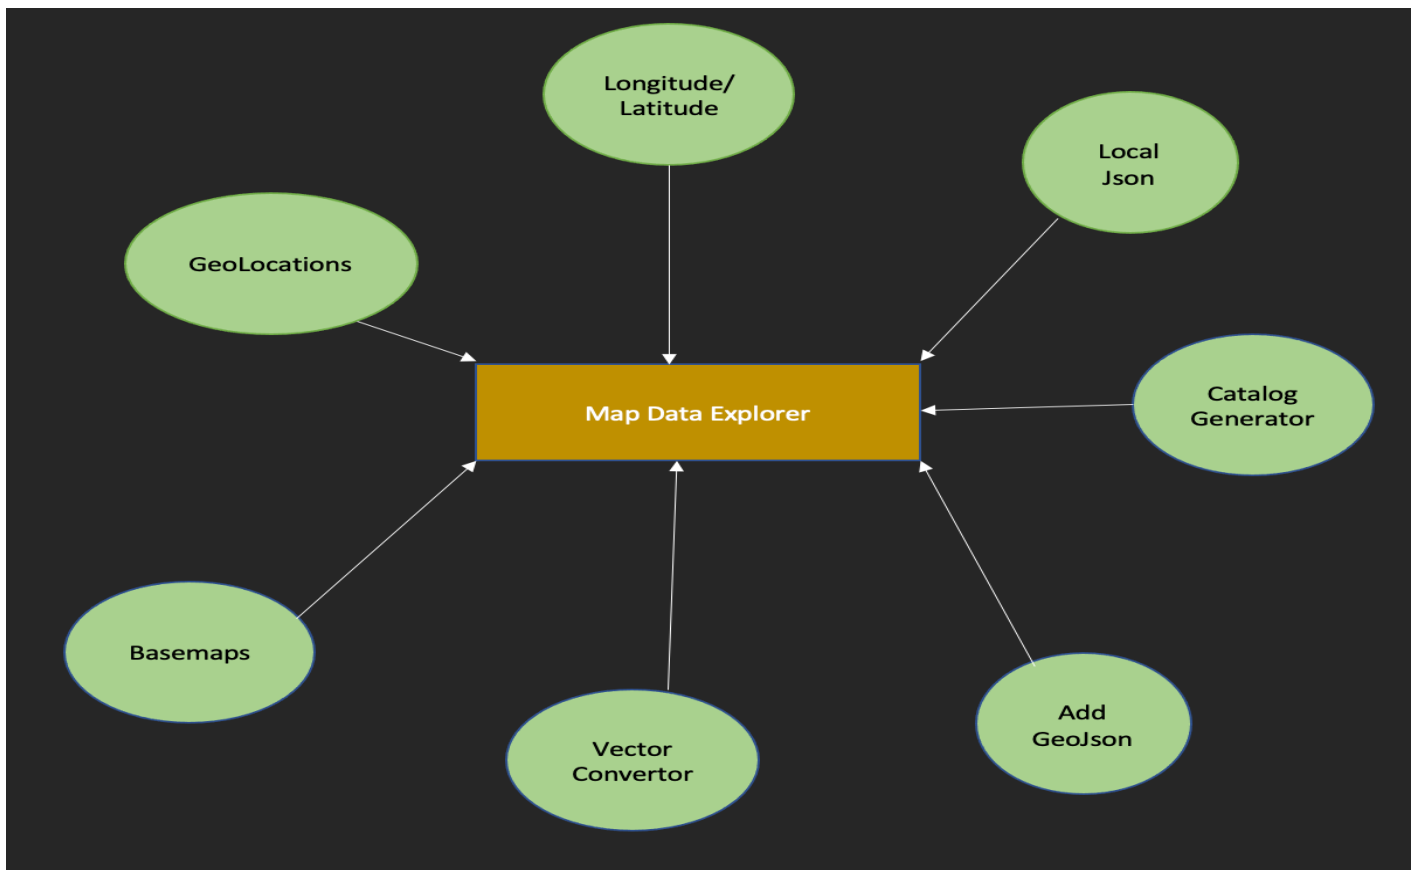 Longitude/
Latitude
Local
Json
GeoLocations
Catalog
Generator
Map Data Explorer
Basemaps
Vector
Convertor
Add
GeoJson